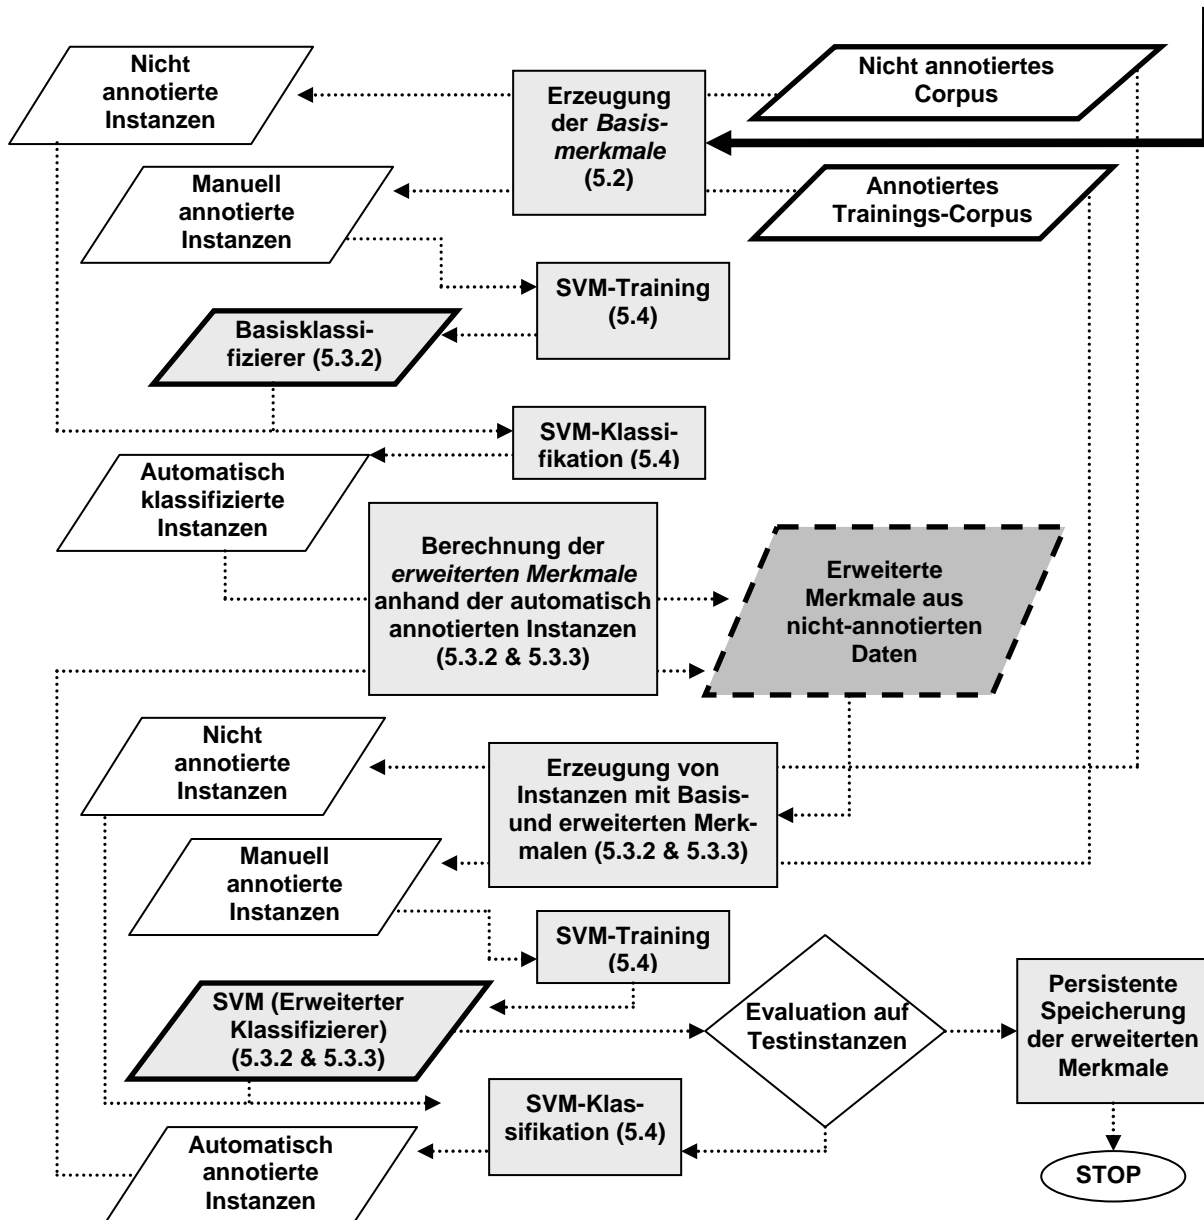 Nicht
annotierte
Instanzen
Erzeugung
der Basis-
merkmale
(5.2)
Nicht annotiertes
Corpus
Manuell
annotierte
Instanzen
Annotiertes
Trainings-Corpus
SVM-Training
(5.4)
Basisklassi-
fizierer (5.3.2)
SVM-Klassi-
fikation (5.4)
Automatisch
klassifizierte
Instanzen
Berechnung der
erweiterten Merkmale
anhand der automatisch
annotierten Instanzen
(5.3.2 & 5.3.3)
Erweiterte
Merkmale aus
nicht-annotierten
Daten
Nicht
annotierte
Instanzen
Erzeugung von
Instanzen mit Basis-
und erweiterten Merk-
malen (5.3.2 & 5.3.3)
Manuell
annotierte
Instanzen
SVM-Training
(5.4)
SVM (Erweiterter
Klassifizierer)
(5.3.2 & 5.3.3)
Evaluation auf
Testinstanzen
Persistente
Speicherung
der erweiterten
Merkmale
SVM-Klas-
sifikation (5.4)
Automatisch
annotierte
Instanzen
STOP